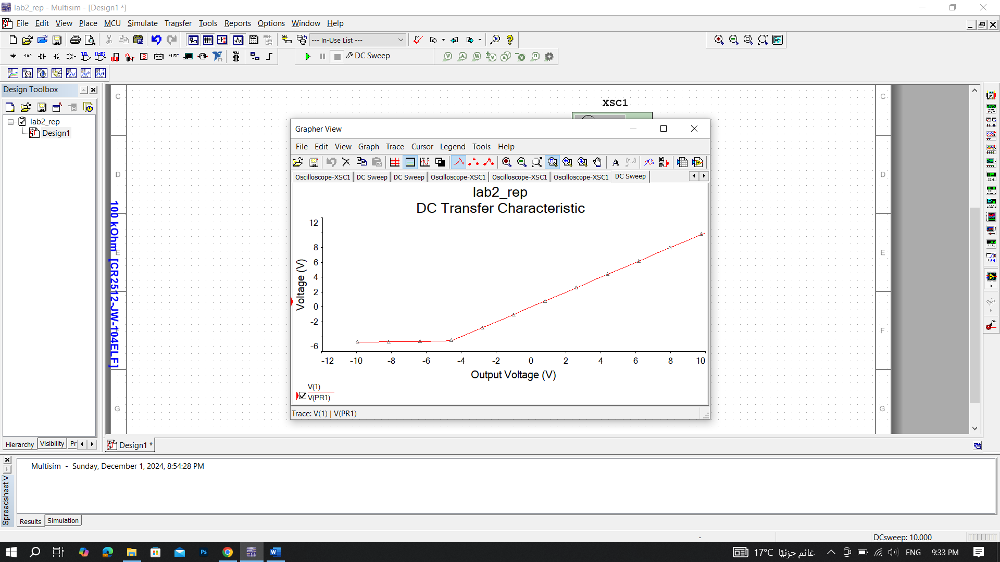 lab2_rep - Multisim - [Design1 *]
File Edit View Place MCU Simulate Transfer Tools Reports Options Window Help
--- In-Use List ---
MISC
DC Sweep
Design Toolbox
lab2_rep
Design1
Hierarchy Visibility Pr
C
D
E
F
G
100 kOhm [CR2512-JW-104ELF]
XSC1
C
D
E
F
G
Grapher View
File Edit View Graph Trace Cursor Legend Tools Help
Oscilloscope-XSC1 DC Sweep DC Sweep Oscilloscope-XSC1 Oscilloscope-XSC1 Oscilloscope-XSC1 DC Sweep
lab2_rep
DC Transfer Characteristic
Voltage (V)
12
8
6
4
2
0
-2
-6
-12 -10 -8 -6 -4 -2 0 2 4 6 8 10
Output Voltage (V)
V(1)
V(PR1)
Trace: V(1) | V(PR1)
Design1 *
Spreadsheet V
Multisim - Sunday, December 1, 2024, 8:54:28 PM
Results Simulation
- DCsweep: 10.000
Ps
17°C غائم جزئيًا
ENG 9:33 PM